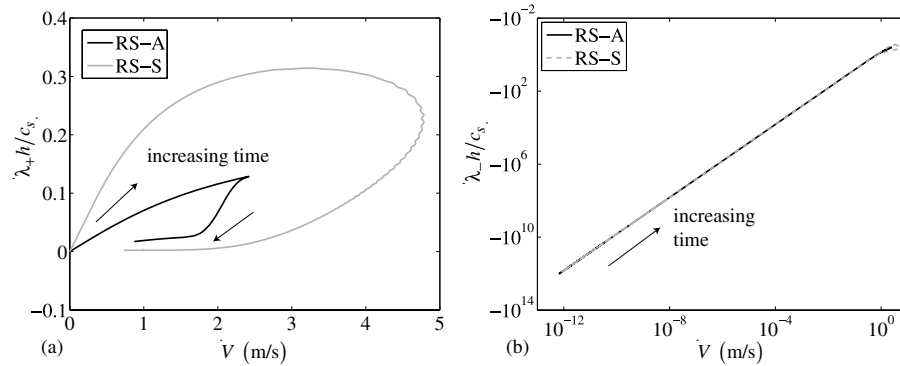 0.4
0.3
0.2
0.1
0
−0.1
λ₊h/cₛ
RS−A
RS−S
increasing time
0 1 2 3 4 5
(a)
V (m/s)
−10⁻²
−10²
−10⁶
−10¹⁰
−10¹⁴
λ₋h/cₛ
RS−A
RS−S
increasing
time
10⁻¹² 10⁻⁸ 10⁻⁴ 10⁰
(b)
V (m/s)